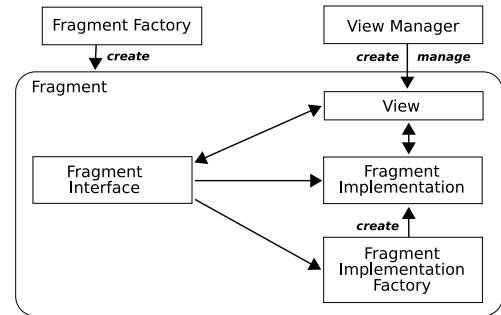 Fragment Factory
View Manager
create
create manage
Fragment
View
Fragment
Interface
Fragment
Implementation
create
Fragment
Implementation
Factory